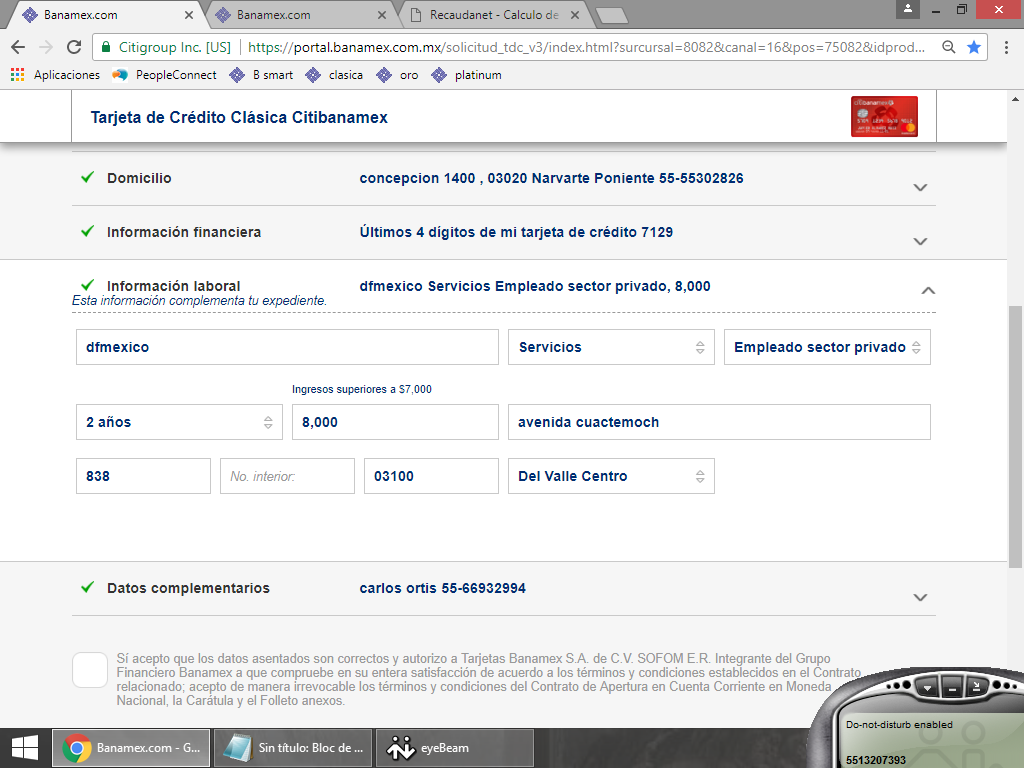 Banamex.com
Banamex.com
Recaudanet - Calculo de
Citigroup Inc. [US]
https://portal.banamex.com.mx/solicitud_tdc_v3/index.html?surcursal=8082&canal=16&pos=75082&idprod...
Aplicaciones
PeopleConnect
B smart
clasica
oro
platinum
Tarjeta de Crédito Clásica Citibanamex
Domicilio
concepcion 1400 , 03020 Narvarte Poniente 55-55302826
Información financiera
Últimos 4 dígitos de mi tarjeta de crédito 7129
Información laboral
dfmexico Servicios Empleado sector privado, 8,000
Esta información complementa tu expediente.
dfmexico
Servicios
Empleado sector privado
Ingresos superiores a $7,000
2 años
8,000
avenida cuactemoch
838
No. interior:
03100
Del Valle Centro
Datos complementarios
carlos ortis 55-66932994
Sí acepto que los datos asentados son correctos y autorizo a Tarjetas Banamex S.A. de C.V. SOFOM E.R. Integrante del Grupo
Financiero Banamex a que compruebe en su entera satisfacción de acuerdo a los términos y condiciones establecidos en el Contrato
relacionado; acepto de manera irrevocable los términos y condiciones del Contrato de Apertura en Cuenta Corriente en Moneda
Nacional, la Carátula y el Folleto anexos.
Do-not-disturb enabled
5513207393
Banamex.com - G...
Sin título: Bloc de ...
eyeBeam